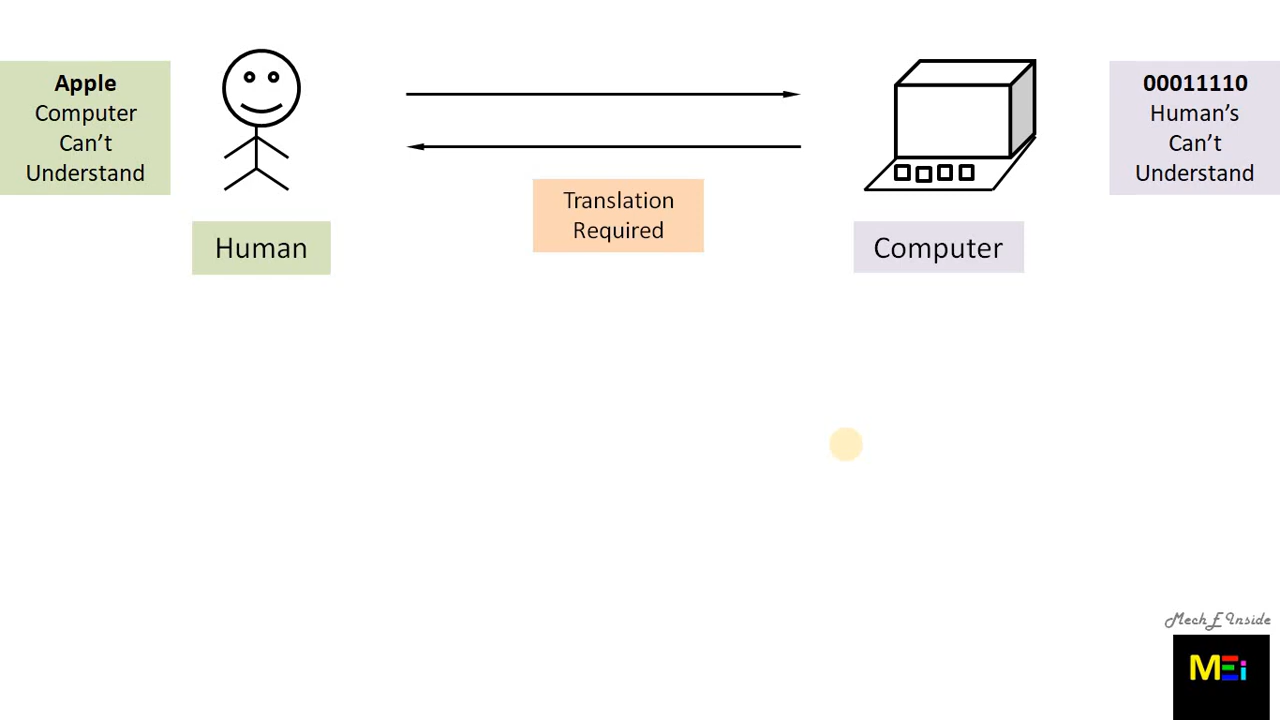 Apple
Computer
Can't
Understand
Human
Translation
Required
Computer
00011110
Human's
Can't
Understand
Mech E Inside
MEi